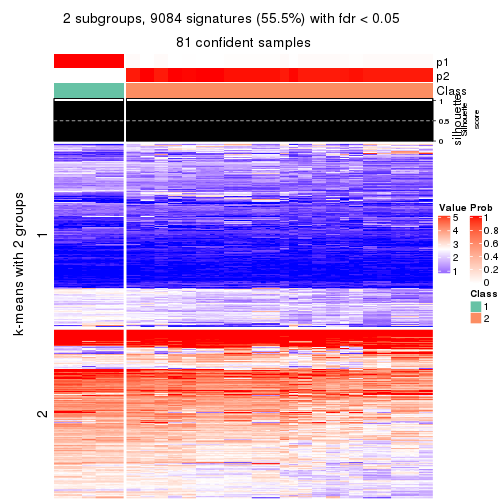 2 subgroups, 9084 signatures (55.5%) with fdr < 0.05
81 confident samples
p1
p2
Class
1
0.5
0
silhouette
Silhouette
score
k-means with 2 groups
1
2
Value
5
4
3
2
1
Prob
1
0.8
0.6
0.4
0.2
0
Class
1
2